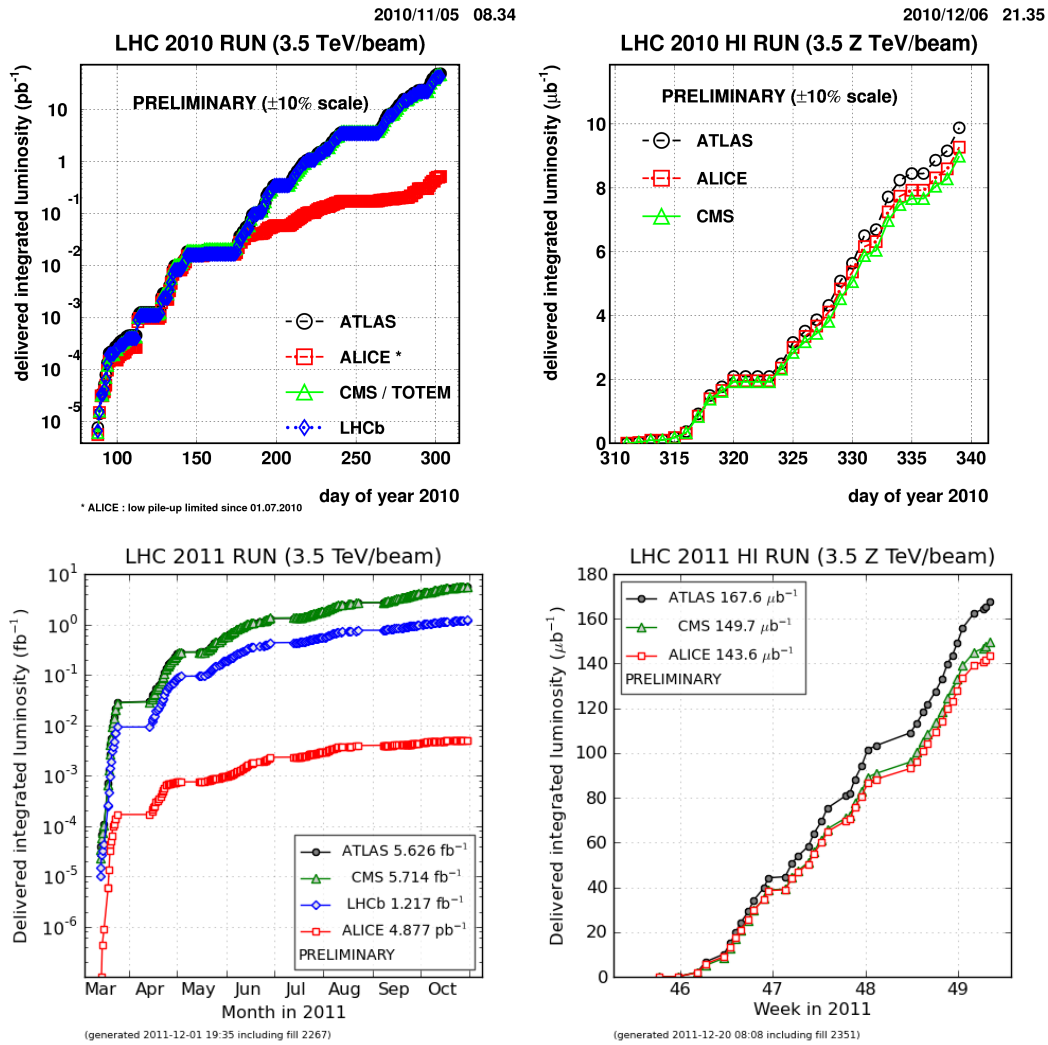 2010/11/05 08.34
LHC 2010 RUN (3.5 TeV/beam)
delivered integrated luminosity (pb⁻¹)
PRELIMINARY (±10% scale)
10
1
10⁻¹
10⁻²
10⁻³
10⁻⁴
10⁻⁵
ATLAS
ALICE *
CMS / TOTEM
LHCb
100 150 200 250 300
day of year 2010
* ALICE : low pile-up limited since 01.07.2010
2010/12/06 21.35
LHC 2010 HI RUN (3.5 Z TeV/beam)
delivered integrated luminosity (μb⁻¹)
PRELIMINARY (±10% scale)
ATLAS
ALICE
CMS
10
8
6
4
2
0
310 315 320 325 330 335 340
day of year 2010
LHC 2011 RUN (3.5 TeV/beam)
Delivered integrated luminosity (fb⁻¹)
10¹
10⁰
10⁻¹
10⁻²
10⁻³
10⁻⁴
10⁻⁵
10⁻⁶
ATLAS 5.626 fb⁻¹
CMS 5.714 fb⁻¹
LHCb 1.217 fb⁻¹
ALICE 4.877 pb⁻¹
PRELIMINARY
Mar Apr May Jun Jul Aug Sep Oct
Month in 2011
(generated 2011-12-01 19:35 including fill 2267)
LHC 2011 HI RUN (3.5 Z TeV/beam)
Delivered integrated luminosity (μb⁻¹)
ATLAS 167.6 μb⁻¹
CMS 149.7 μb⁻¹
ALICE 143.6 μb⁻¹
PRELIMINARY
180
160
140
120
100
80
60
40
20
0
46 47 48 49
Week in 2011
(generated 2011-12-20 08:08 including fill 2351)